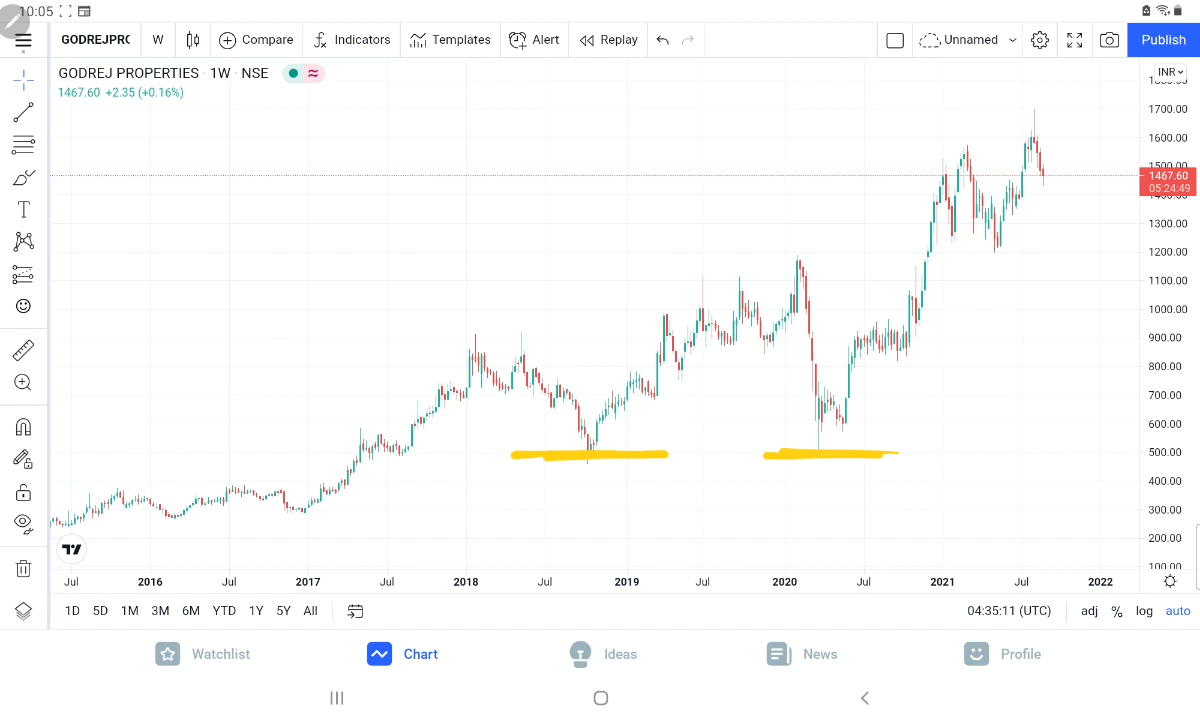 10:05
GODREJPRO W Compare Indicators Templates Alert Replay Unnamed Publish
GODREJ PROPERTIES · 1W · NSE
INR
1467.60 +2.35 (+0.16%)
1700.00
1600.00
1500.00
1467.60
05:24:49
1400.00
1300.00
1200.00
1100.00
1000.00
900.00
800.00
700.00
600.00
500.00
400.00
300.00
200.00
100.00
Jul 2016 Jul 2017 Jul 2018 Jul 2019 Jul 2020 Jul 2021 Jul 2022
1D 5D 1M 3M 6M YTD 1Y 5Y All 04:35:11 (UTC) adj % log auto
Watchlist Chart Ideas News Profile